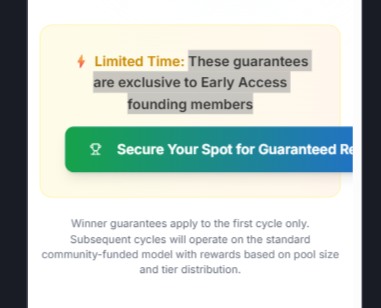 Limited Time: These guarantees
are exclusive to Early Access
founding members
Secure Your Spot for Guaranteed
Winner guarantees apply to the first cycle only.
Subsequent cycles will operate on the standard
community-funded model with rewards based on pool size
and tier distribution.